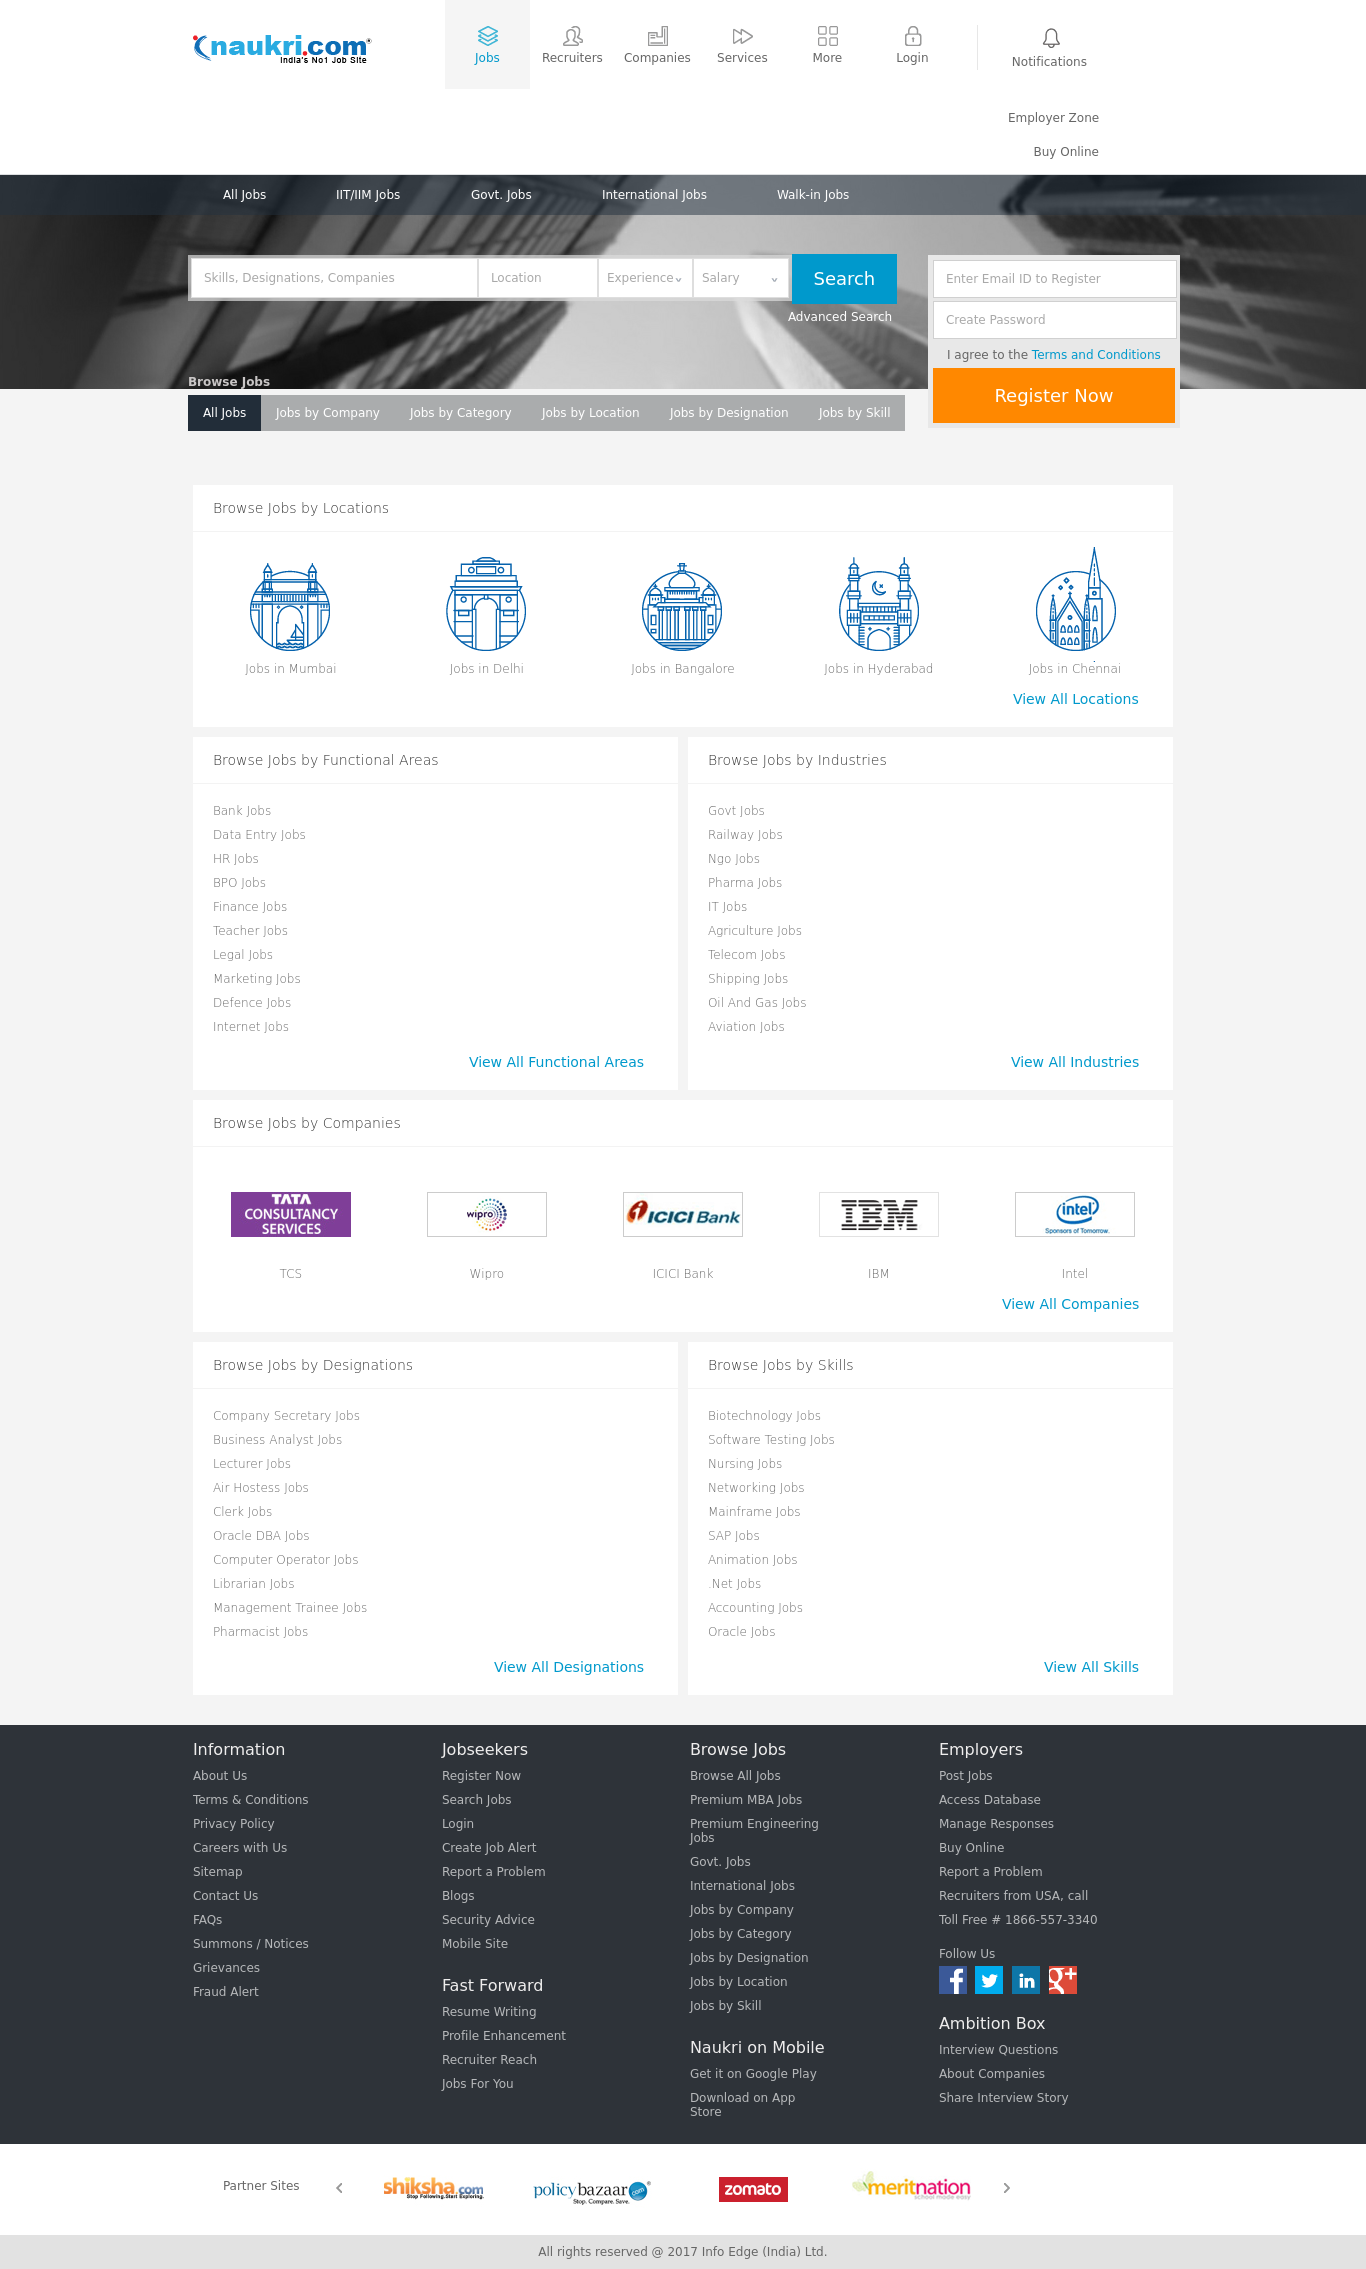 naukri.com
India's No1 Job Site
Jobs
Recruiters
Companies
Services
More
Login
Notifications
Employer Zone
Buy Online
All Jobs
IIT/IIM Jobs
Govt. Jobs
International Jobs
Walk-in Jobs
Skills, Designations, Companies
Location
Experience
Salary
Search
Advanced Search
Enter Email ID to Register
Create Password
I agree to the Terms and Conditions
Register Now
Browse Jobs
All Jobs
Jobs by Company
Jobs by Category
Jobs by Location
Jobs by Designation
Jobs by Skill
Browse Jobs by Locations
Jobs in Mumbai
Jobs in Delhi
Jobs in Bangalore
Jobs in Hyderabad
Jobs in Chennai
View All Locations
Browse Jobs by Functional Areas
Bank Jobs
Data Entry Jobs
HR Jobs
BPO Jobs
Finance Jobs
Teacher Jobs
Legal Jobs
Marketing Jobs
Defence Jobs
Internet Jobs
View All Functional Areas
Browse Jobs by Industries
Govt Jobs
Railway Jobs
Ngo Jobs
Pharma Jobs
IT Jobs
Agriculture Jobs
Telecom Jobs
Shipping Jobs
Oil And Gas Jobs
Aviation Jobs
View All Industries
Browse Jobs by Companies
TATA
CONSULTANCY
SERVICES
wipro
ICICI Bank
IBM
intel
Sponsors of Tomorrow.
TCS
Wipro
ICICI Bank
IBM
Intel
View All Companies
Browse Jobs by Designations
Company Secretary Jobs
Business Analyst Jobs
Lecturer Jobs
Air Hostess Jobs
Clerk Jobs
Oracle DBA Jobs
Computer Operator Jobs
Librarian Jobs
Management Trainee Jobs
Pharmacist Jobs
View All Designations
Browse Jobs by Skills
Biotechnology Jobs
Software Testing Jobs
Nursing Jobs
Networking Jobs
Mainframe Jobs
SAP Jobs
Animation Jobs
.Net Jobs
Accounting Jobs
Oracle Jobs
View All Skills
Information
About Us
Terms & Conditions
Privacy Policy
Careers with Us
Sitemap
Contact Us
FAQs
Summons / Notices
Grievances
Fraud Alert
Jobseekers
Register Now
Search Jobs
Login
Create Job Alert
Report a Problem
Blogs
Security Advice
Mobile Site
Fast Forward
Resume Writing
Profile Enhancement
Recruiter Reach
Jobs For You
Browse Jobs
Browse All Jobs
Premium MBA Jobs
Premium Engineering
Jobs
Govt. Jobs
International Jobs
Jobs by Company
Jobs by Category
Jobs by Designation
Jobs by Location
Jobs by Skill
Naukri on Mobile
Get it on Google Play
Download on App
Store
Employers
Post Jobs
Access Database
Manage Responses
Buy Online
Report a Problem
Recruiters from USA, call
Toll Free # 1866-557-3340
Follow Us
Ambition Box
Interview Questions
About Companies
Share Interview Story
Partner Sites
shiksha.com
Stop Following.Start Exploring.
policybazaar.com
Stop. Compare. Save.
zomato
meritnation
school made easy
All rights reserved @ 2017 Info Edge (India) Ltd.